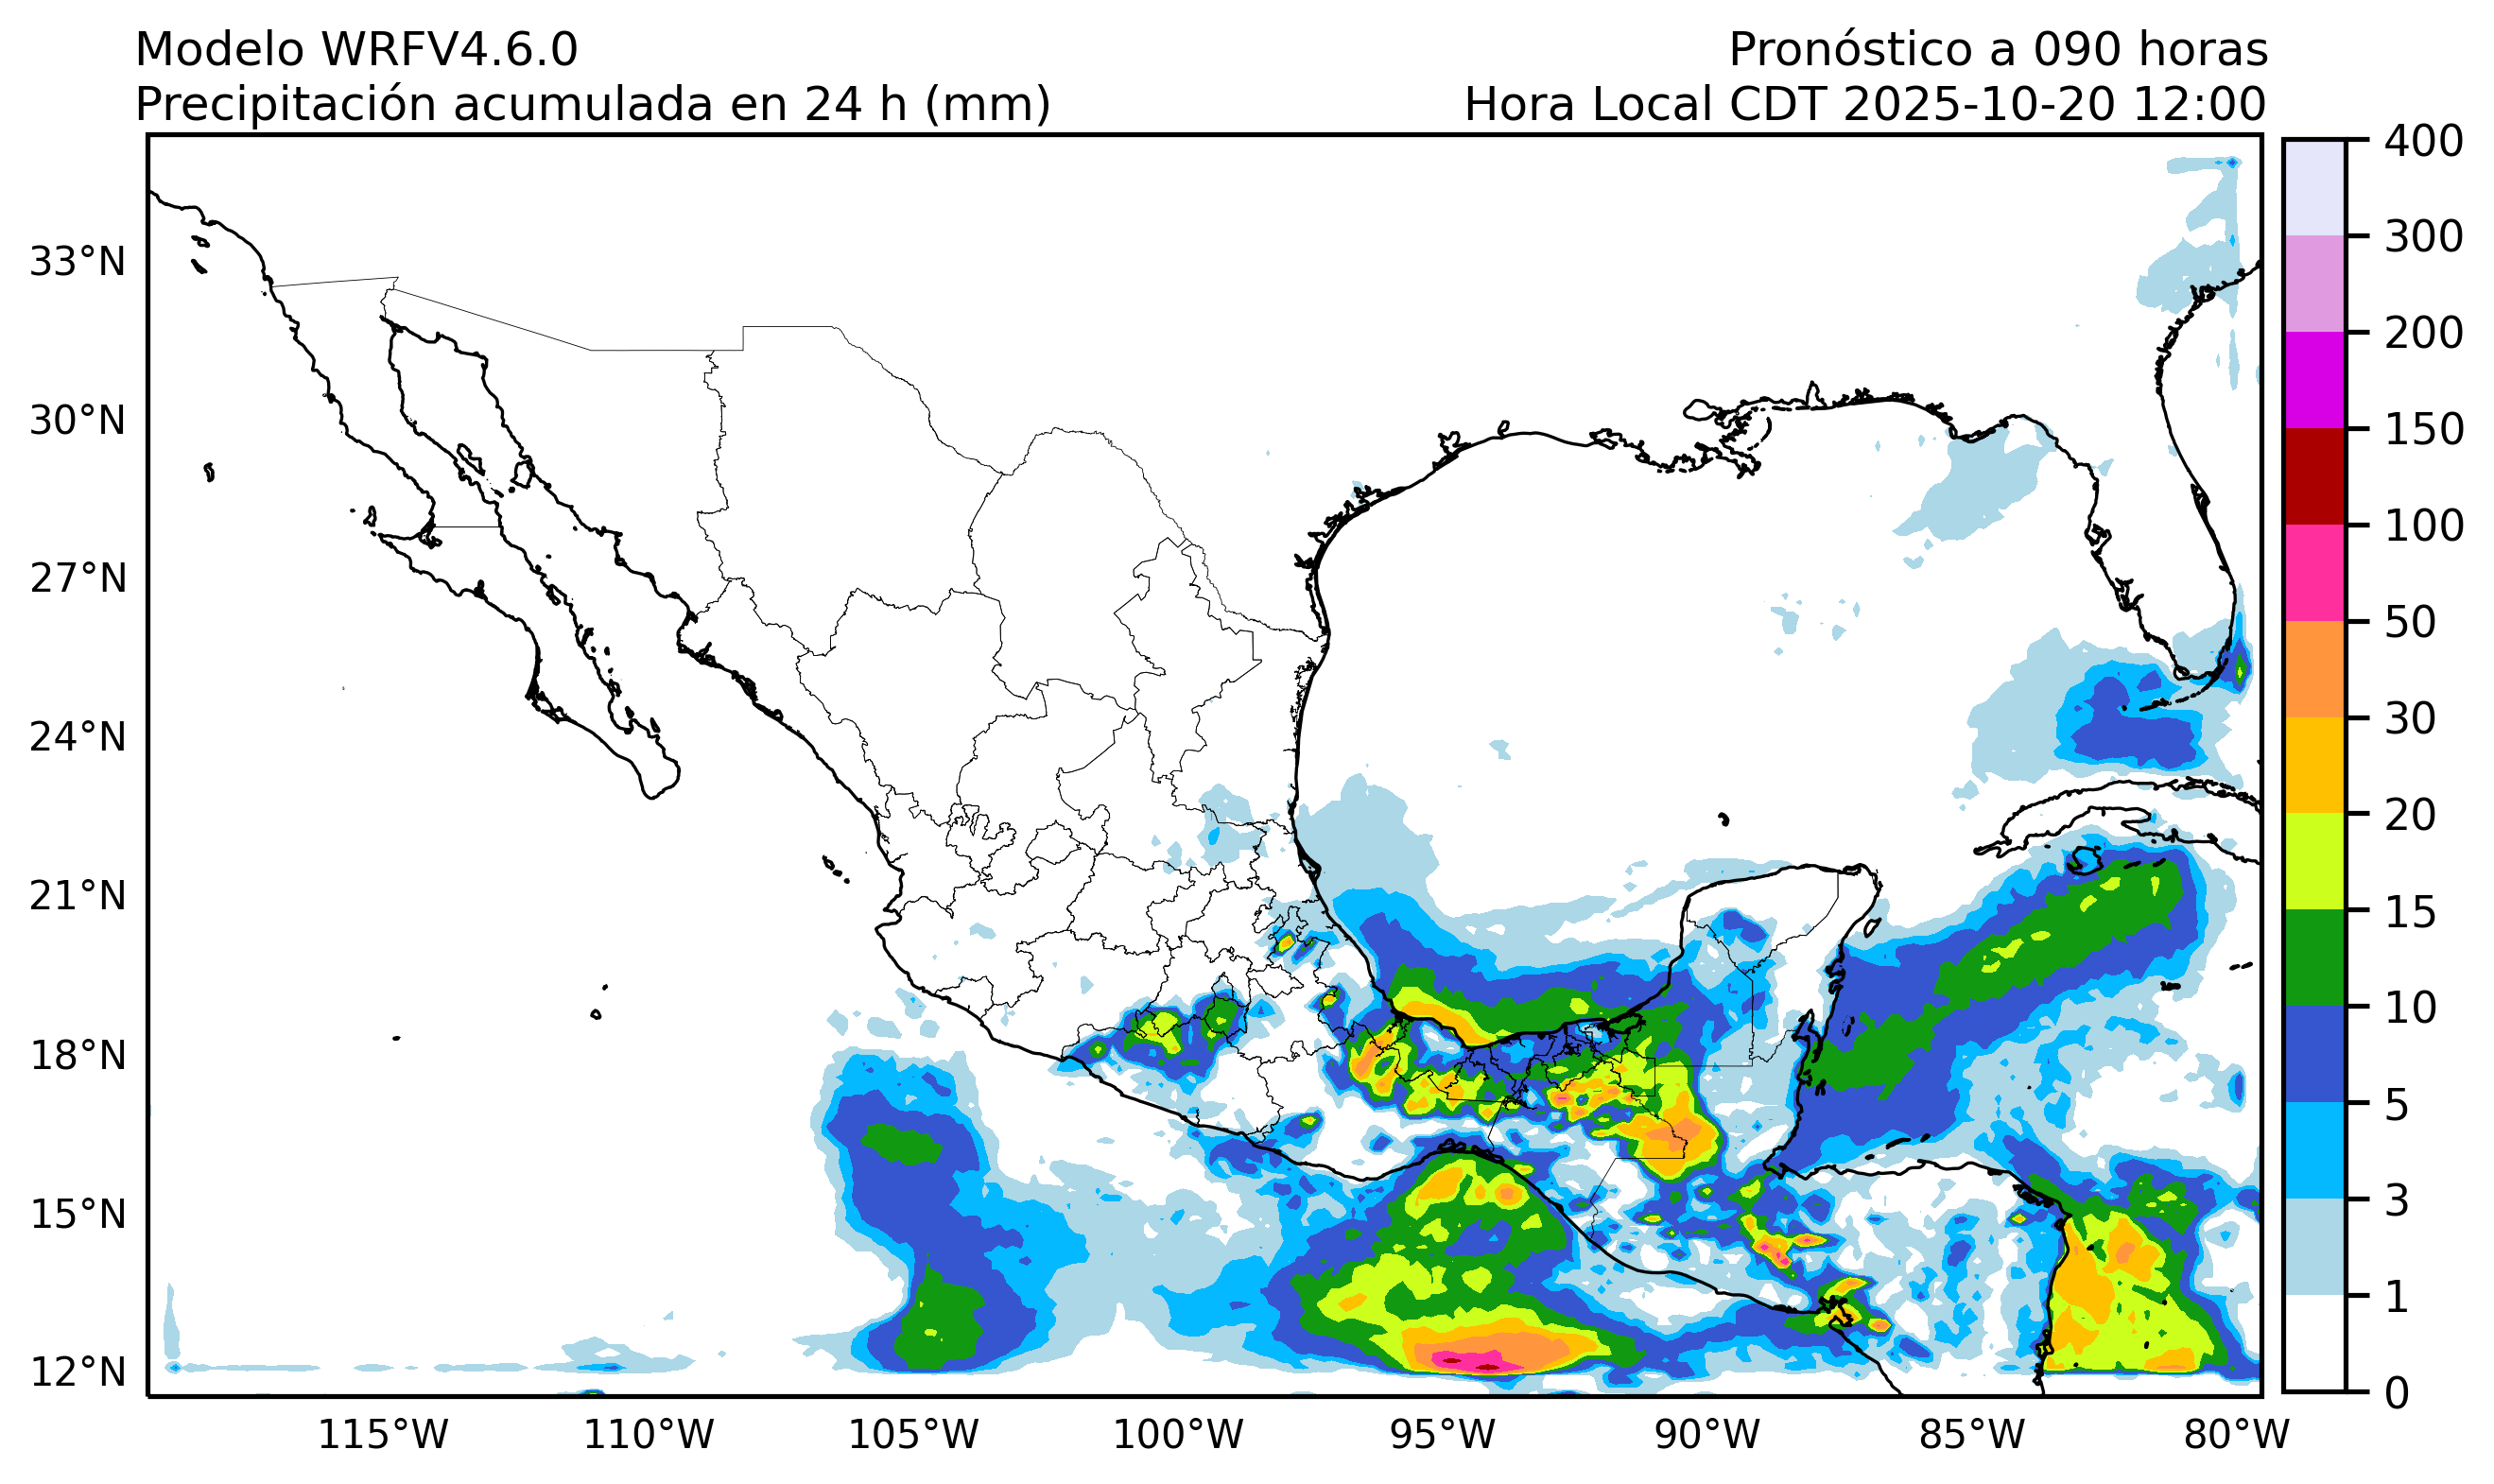 Modelo WRFV4.6.0
Pronóstico a 090 horas
Precipitación acumulada en 24 h (mm)
Hora Local CDT 2025-10-20 12:00
33°N
30°N
27°N
24°N
21°N
18°N
15°N
12°N
115°W
110°W
105°W
100°W
95°W
90°W
85°W
80°W
400
300
200
150
100
50
30
20
15
10
5
3
1
0